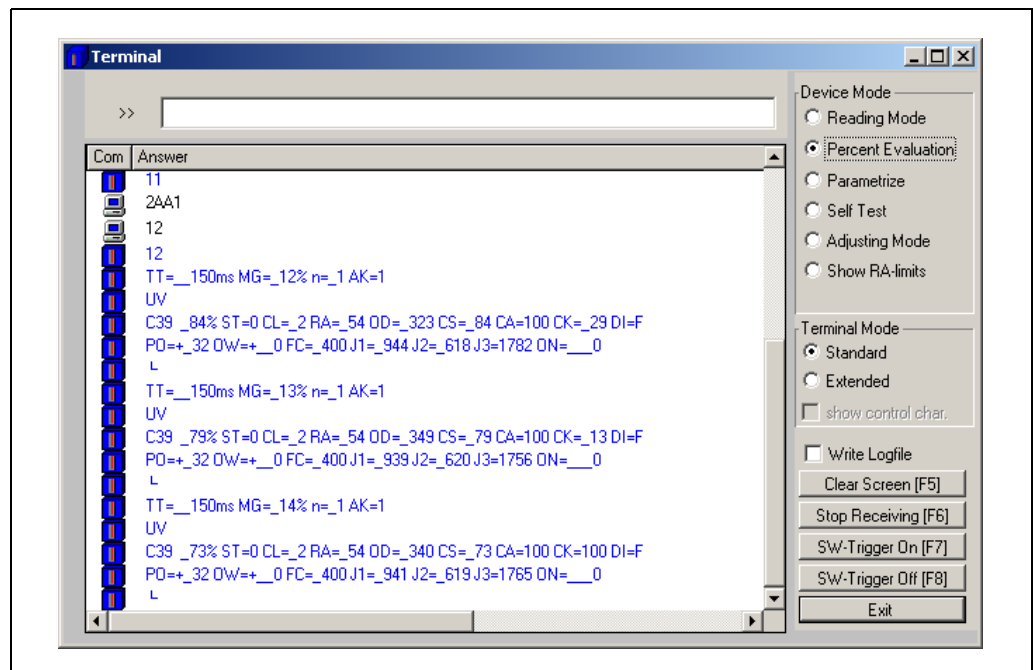 Terminal
>>
Com Answer
11
2AA1
12
12
TT=__150ms MG=_12% n=_1 AK=1
UV
C39 _84% ST=0 CL=_2 RA=_54 OD=_323 CS=_84 CA=100 CK=_29 DI=F
PO=+_32 OW=+__0 FC=_400 J1=_944 J2=_618 J3=1782 ON=___0
└
TT=__150ms MG=_13% n=_1 AK=1
UV
C39 _79% ST=0 CL=_2 RA=_54 OD=_349 CS=_79 CA=100 CK=_13 DI=F
PO=+_32 OW=+__0 FC=_400 J1=_939 J2=_620 J3=1756 ON=___0
└
TT=__150ms MG=_14% n=_1 AK=1
UV
C39 _73% ST=0 CL=_2 RA=_54 OD=_340 CS=_73 CA=100 CK=100 DI=F
PO=+_32 OW=+__0 FC=_400 J1=_941 J2=_619 J3=1765 ON=___0
└
Device Mode
Reading Mode
Percent Evaluation
Parametrize
Self Test
Adjusting Mode
Show RA-limits
Terminal Mode
Standard
Extended
show control char.
Write Logfile
Clear Screen [F5]
Stop Receiving [F6]
SW-Trigger On [F7]
SW-Trigger Off [F8]
Exit